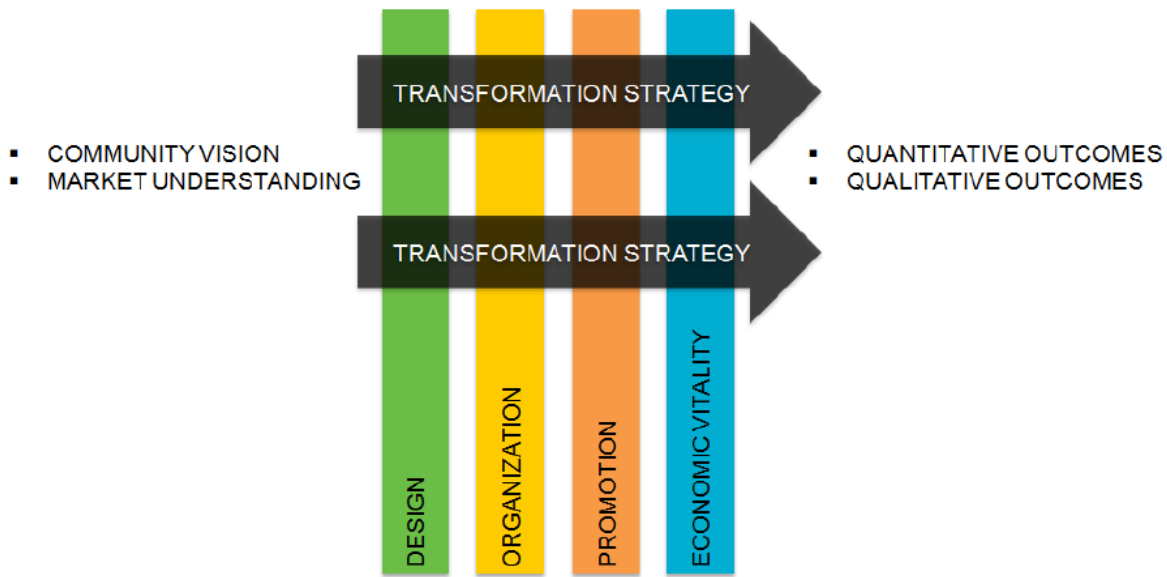 TRANSFORMATION STRATEGY
▪ COMMUNITY VISION
▪ MARKET UNDERSTANDING
▪ QUANTITATIVE OUTCOMES
▪ QUALITATIVE OUTCOMES
TRANSFORMATION STRATEGY
DESIGN
ORGANIZATION
PROMOTION
ECONOMIC VITALITY